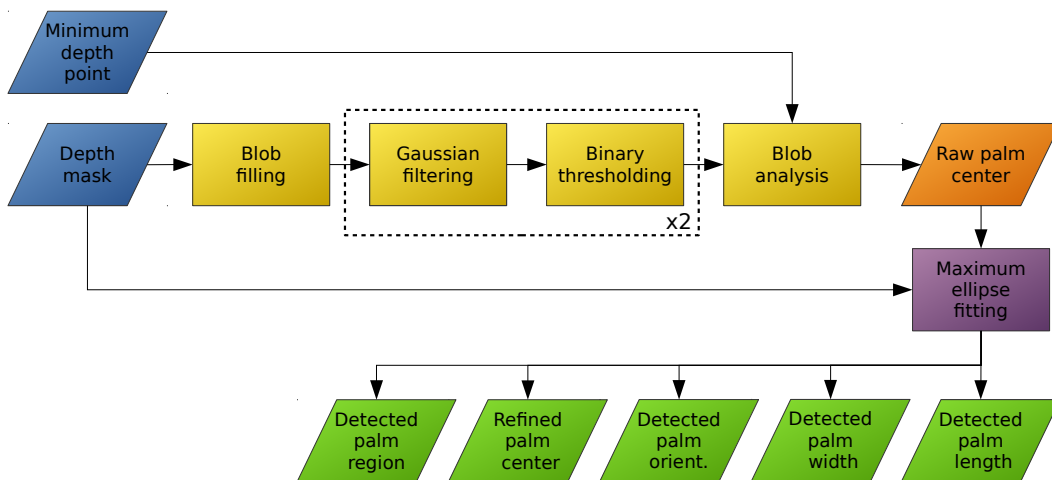 Minimum
depth
point
Depth
mask
Blob
filling
Gaussian
filtering
Binary
thresholding
x2
Blob
analysis
Raw palm
center
Maximum
ellipse
fitting
Detected
palm
region
Refined
palm
center
Detected
palm
orient.
Detected
palm
width
Detected
palm
length